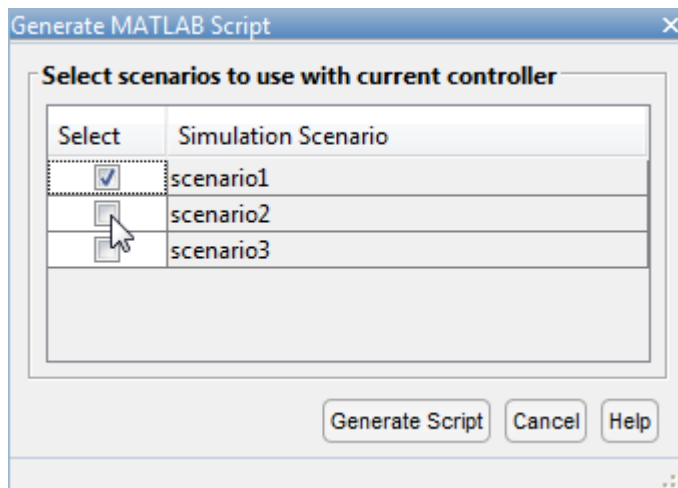 Generate MATLAB Script
Select scenarios to use with current controller
Select Simulation Scenario
scenario1
scenario2
scenario3
Generate Script Cancel Help